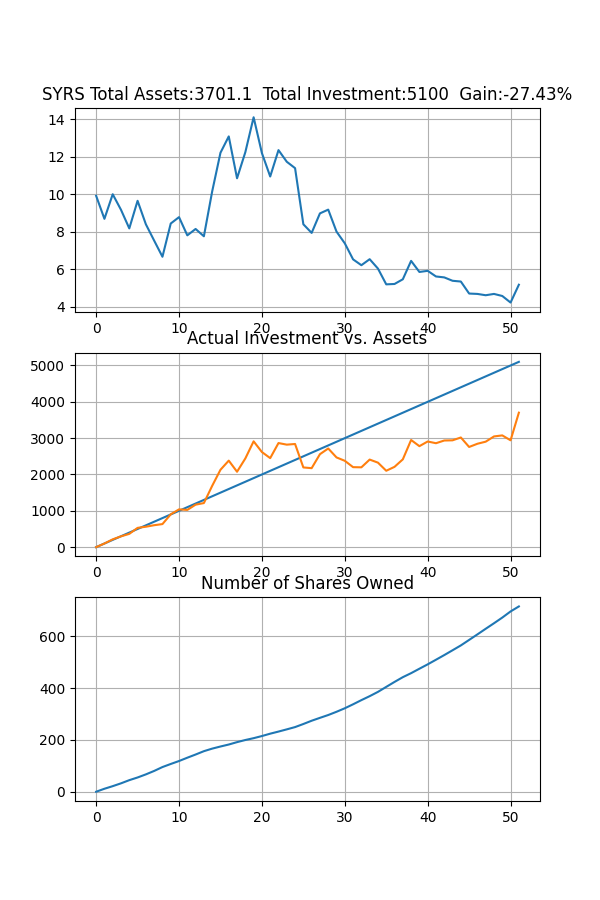 SYRS Total Assets:3701.1  Total Investment:5100  Gain:-27.43%
14
12
10
8
6
4
0 10 20 30 40 50
Actual Investment vs. Assets
5000
4000
3000
2000
1000
0
0 10 20 30 40 50
Number of Shares Owned
600
400
200
0
0 10 20 30 40 50